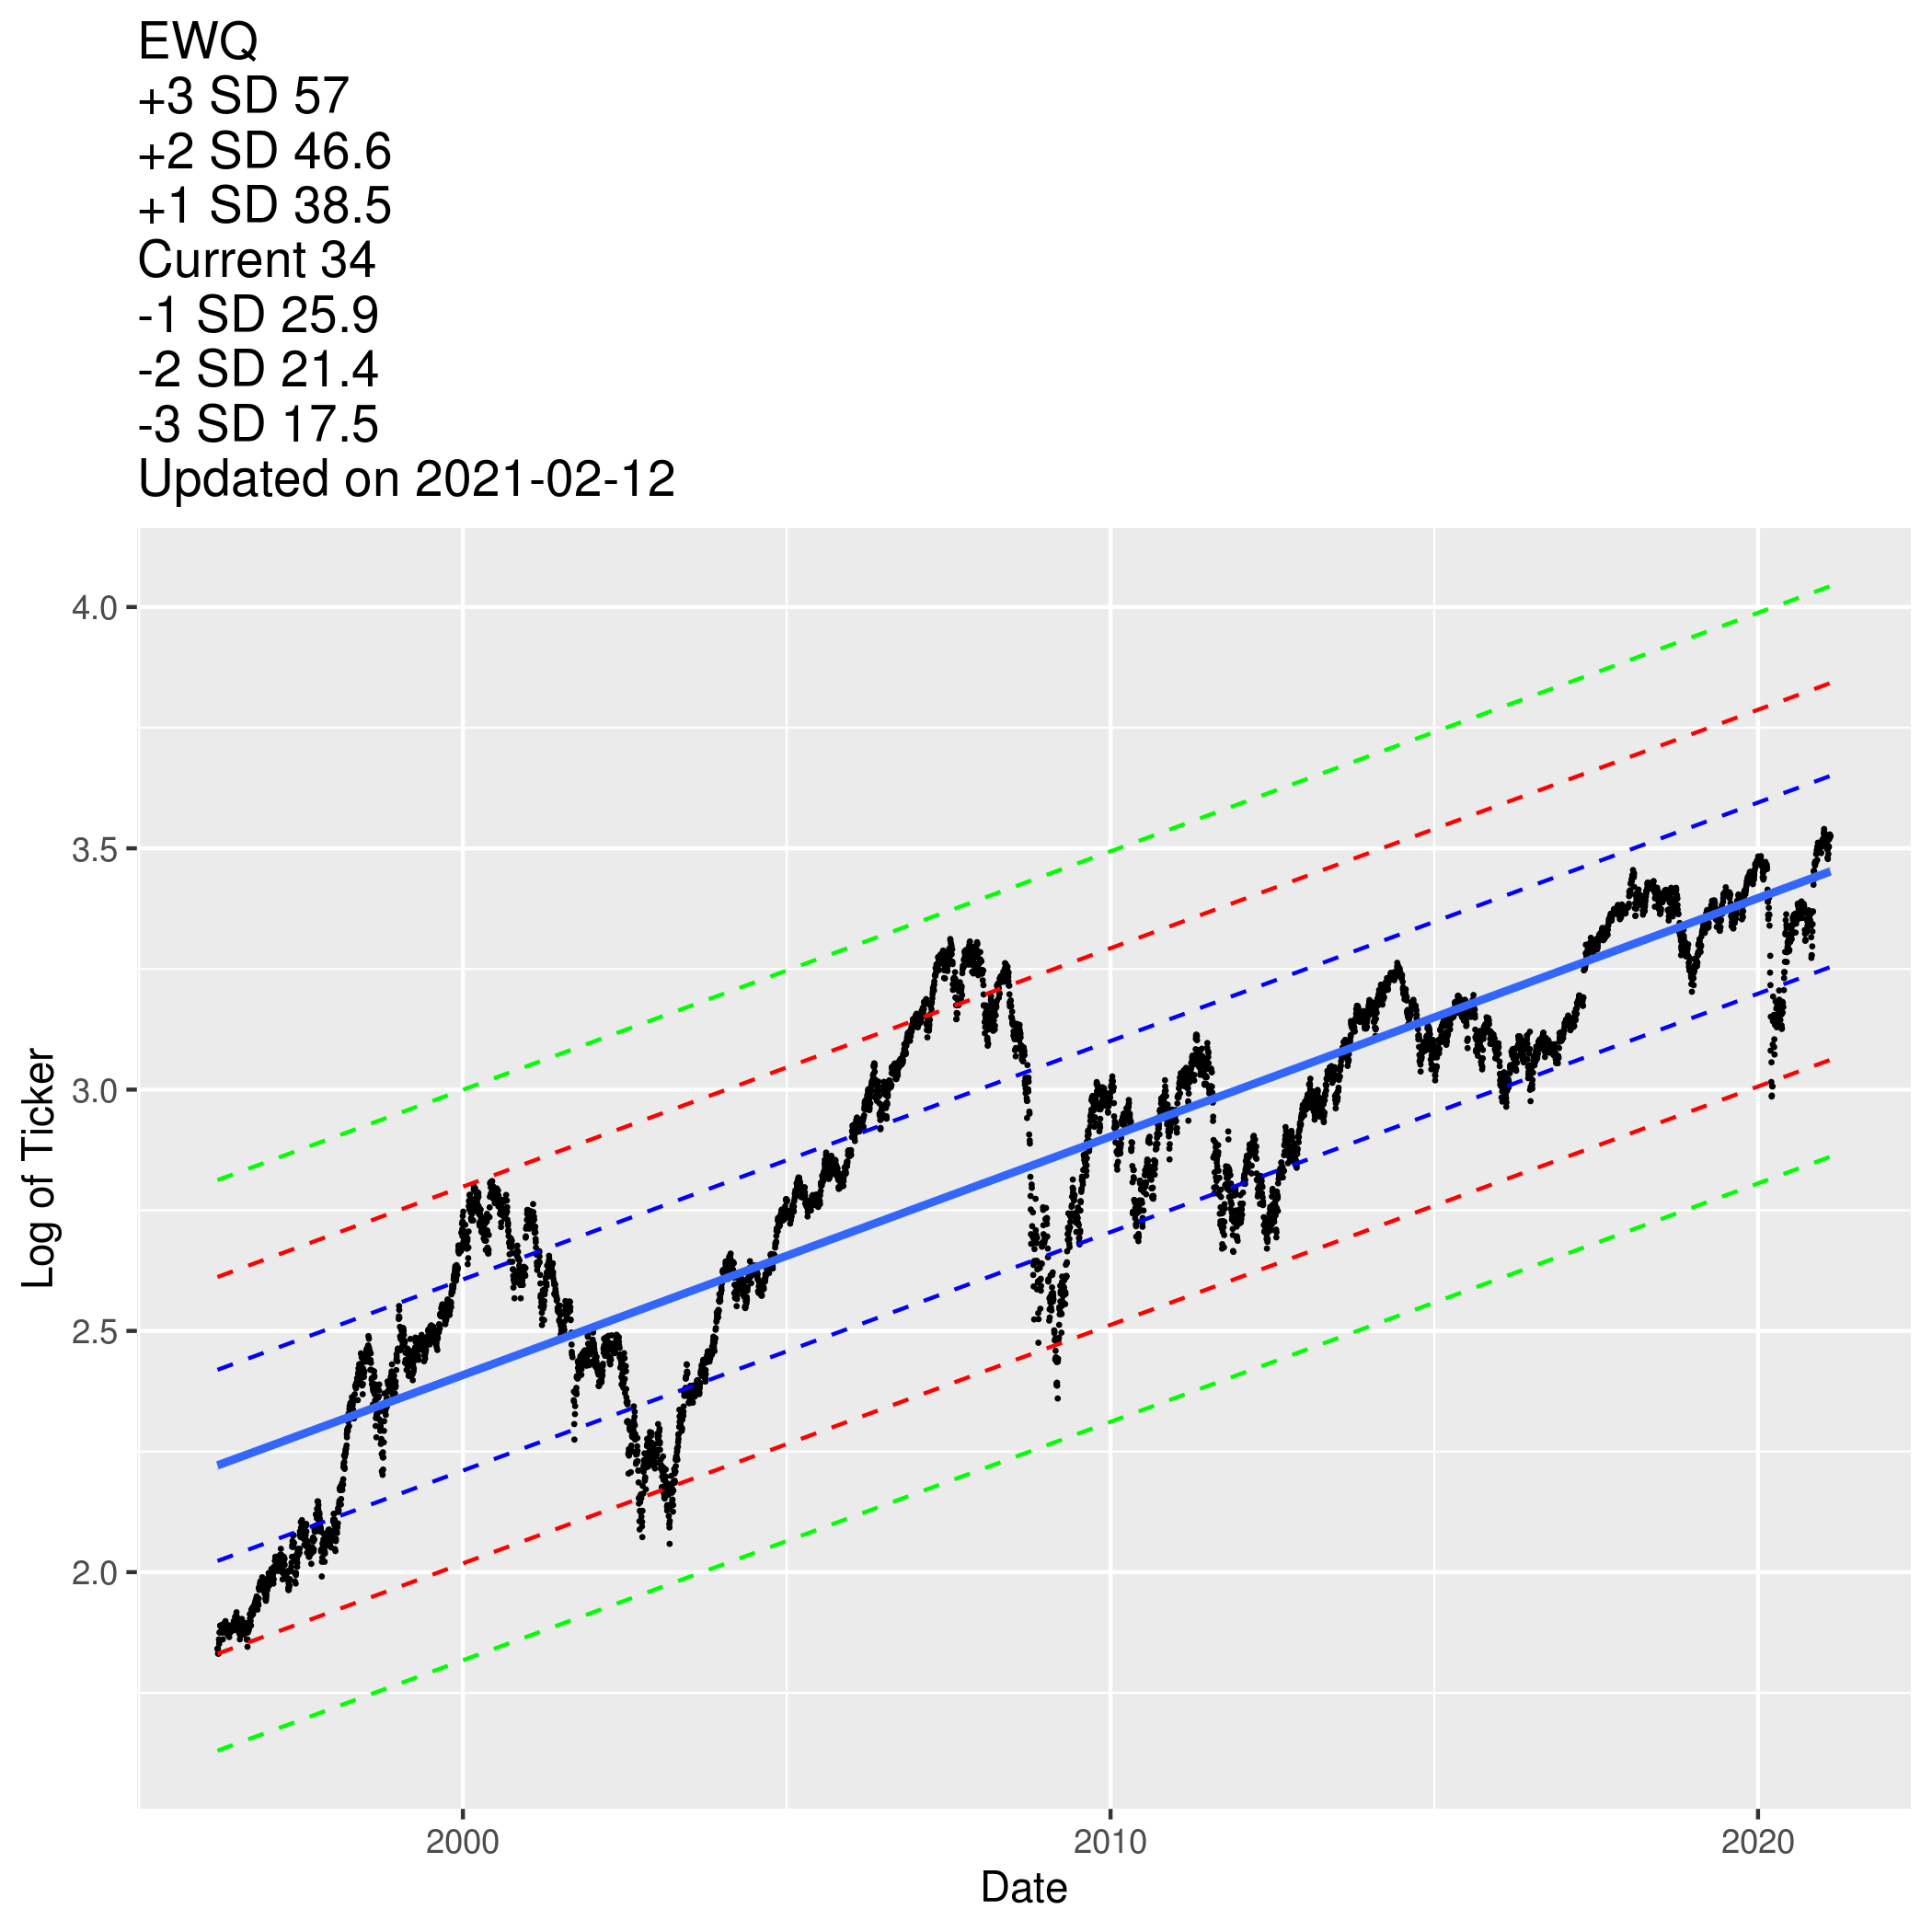 EWQ
+3 SD 57
+2 SD 46.6
+1 SD 38.5
Current 34
-1 SD 25.9
-2 SD 21.4
-3 SD 17.5
Updated on 2021-02-12
4.0
3.5
3.0
2.5
2.0
Log of Ticker
2000
2010
2020
Date